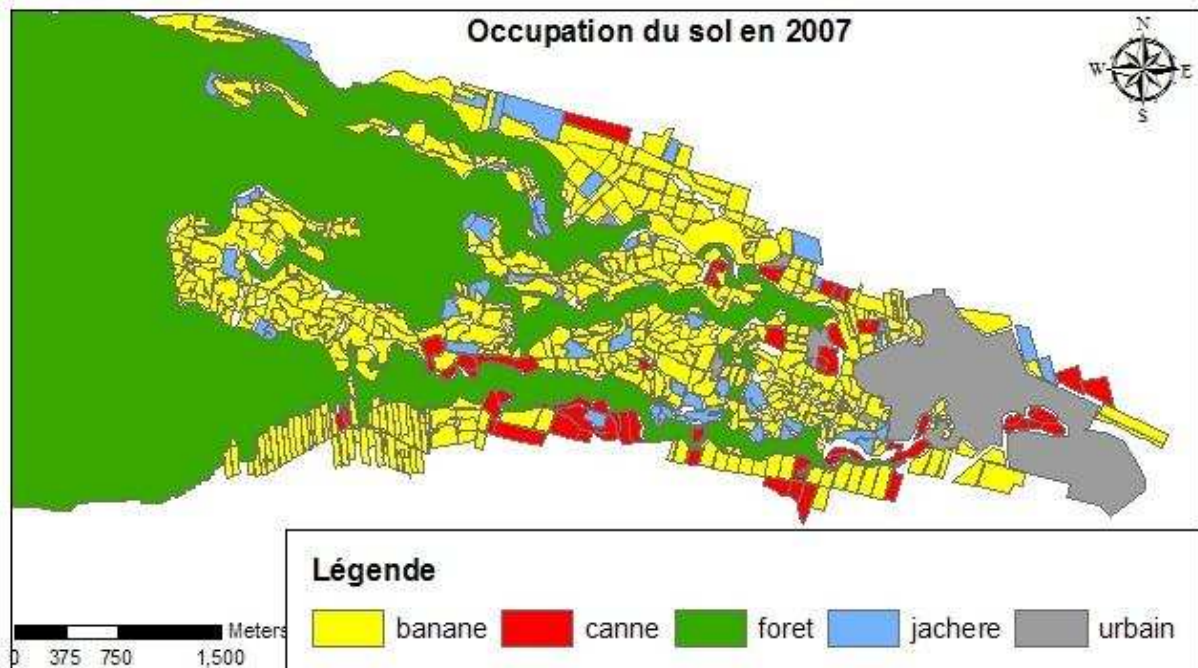 Occupation du sol en 2007
N
W E
S
Légende
banane canne foret jachere urbain
Meters
0 375 750 1,500